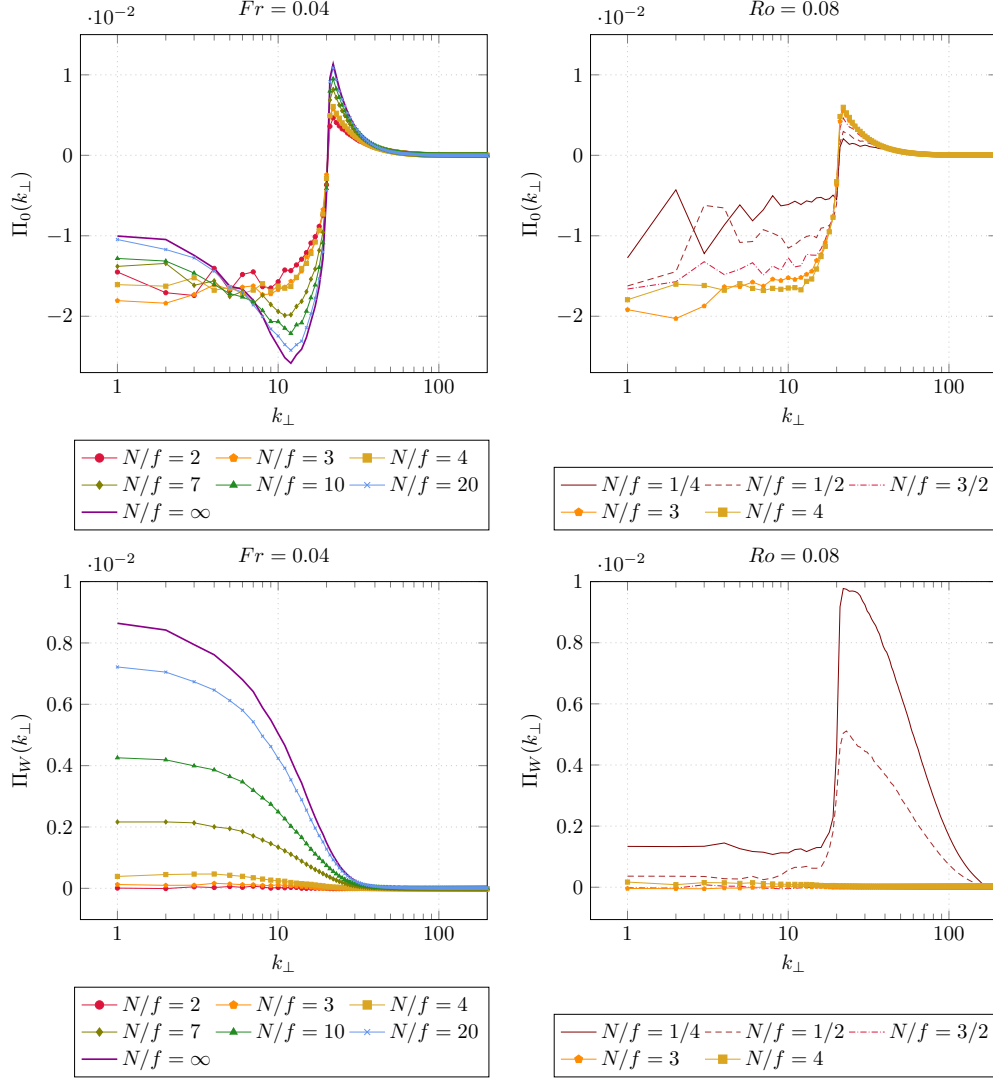 Fr = 0.04
·10⁻²
1
0
−1
−2
Π₀(k⊥)
1
10
100
k⊥
N/f = 2
N/f = 3
N/f = 4
N/f = 7
N/f = 10
N/f = 20
N/f = ∞
Ro = 0.08
·10⁻²
1
0
−1
−2
Π₀(k⊥)
1
10
100
k⊥
N/f = 1/4
N/f = 1/2
N/f = 3/2
N/f = 3
N/f = 4
Fr = 0.04
·10⁻²
1
0.8
0.6
0.4
0.2
0
Π_W(k⊥)
1
10
100
k⊥
N/f = 2
N/f = 3
N/f = 4
N/f = 7
N/f = 10
N/f = 20
N/f = ∞
Ro = 0.08
·10⁻²
1
0.8
0.6
0.4
0.2
0
Π_W(k⊥)
1
10
100
k⊥
N/f = 1/4
N/f = 1/2
N/f = 3/2
N/f = 3
N/f = 4